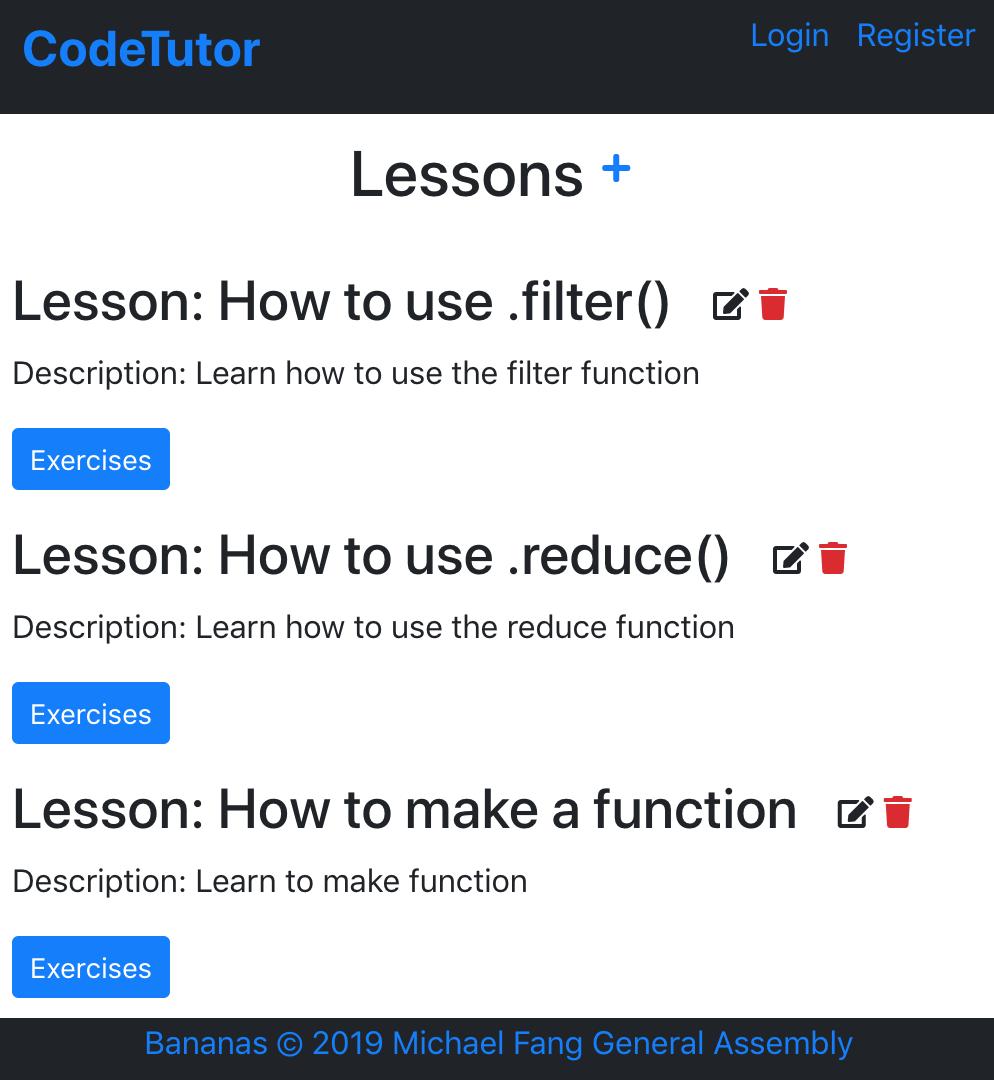 CodeTutor
Login Register
Lessons +
Lesson: How to use .filter()
Description: Learn how to use the filter function
Exercises
Lesson: How to use .reduce()
Description: Learn how to use the reduce function
Exercises
Lesson: How to make a function
Description: Learn to make function
Exercises
Bananas © 2019 Michael Fang General Assembly